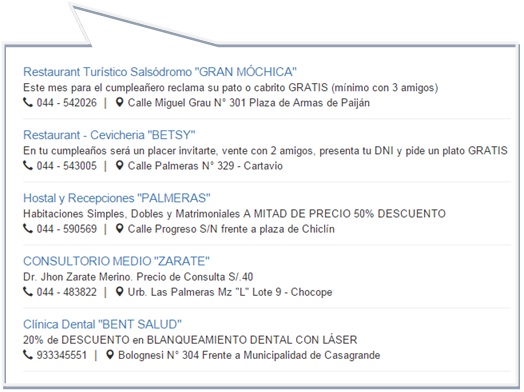 Restaurant Turístico Salsódromo "GRAN MÓCHICA"
Este mes para el cumpleañero reclama su pato o cabrito GRATIS (mínimo con 3 amigos)
044 - 542026 | Calle Miguel Grau N° 301 Plaza de Armas de Paiján
Restaurant - Cevicheria "BETSY"
En tu cumpleaños será un placer invitarte, vente con 2 amigos, presenta tu DNI y pide un plato GRATIS
044 - 543005 | Calle Palmeras N° 329 - Cartavio
Hostal y Recepciones "PALMERAS"
Habitaciones Simples, Dobles y Matrimoniales A MITAD DE PRECIO 50% DESCUENTO
044 - 590569 | Calle Progreso S/N frente a plaza de Chiclín
CONSULTORIO MEDIO "ZARATE"
Dr. Jhon Zarate Merino. Precio de Consulta S/.40
044 - 483822 | Urb. Las Palmeras Mz "L" Lote 9 - Chocope
Clínica Dental "BENT SALUD"
20% de DESCUENTO en BLANQUEAMIENTO DENTAL CON LÁSER
933345551 | Bolognesi N° 304 Frente a Municipalidad de Casagrande